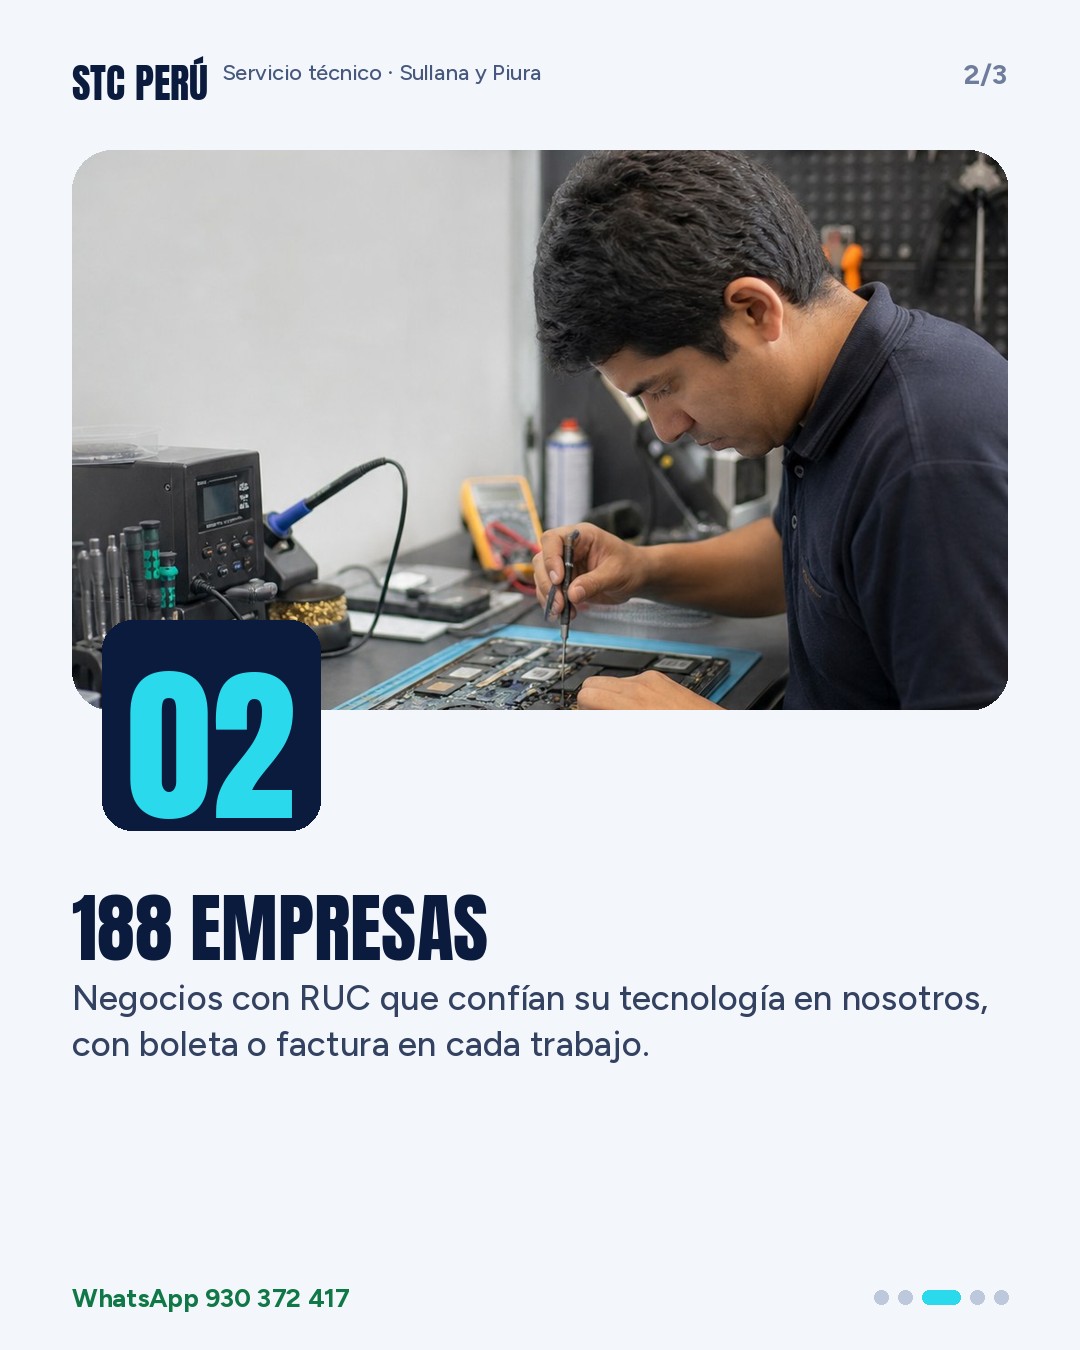 STC PERÚ Servicio técnico · Sullana y Piura 2/3
02
188 EMPRESAS
Negocios con RUC que confían su tecnología en nosotros,
con boleta o factura en cada trabajo.
WhatsApp 930 372 417